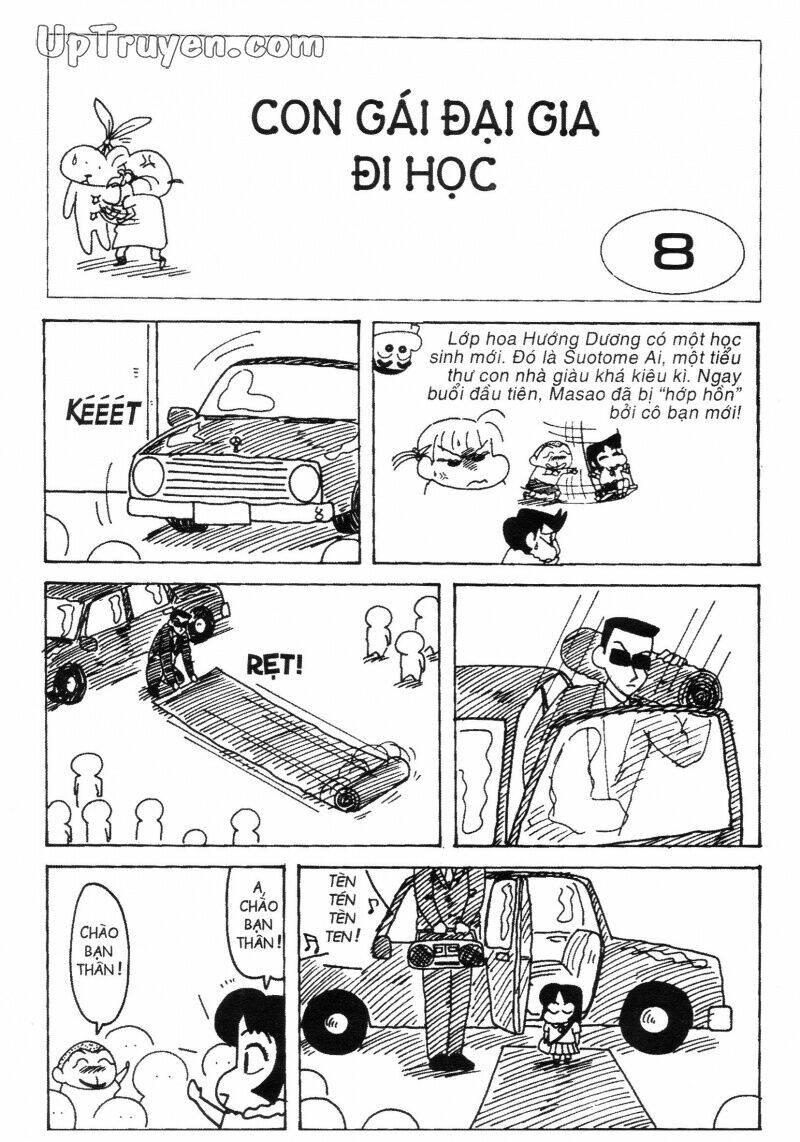 UpTruyen.com
CON GÁI ĐẠI GIA
ĐI HỌC
8
KÉÉÉT
Lớp hoa Hướng Dương có một học
sinh mới. Đó là Suotome Ai, một tiểu
thư con nhà giàu khá kiêu kì. Ngay
buổi đầu tiên, Masao đã bị “hớp hồn”
bởi cô bạn mới!
RẸT!
CHÀO
BẠN
THÂN!
A,
CHÀO
BẠN
THÂN!
TÈN
TÉN
TÈN
TEN!